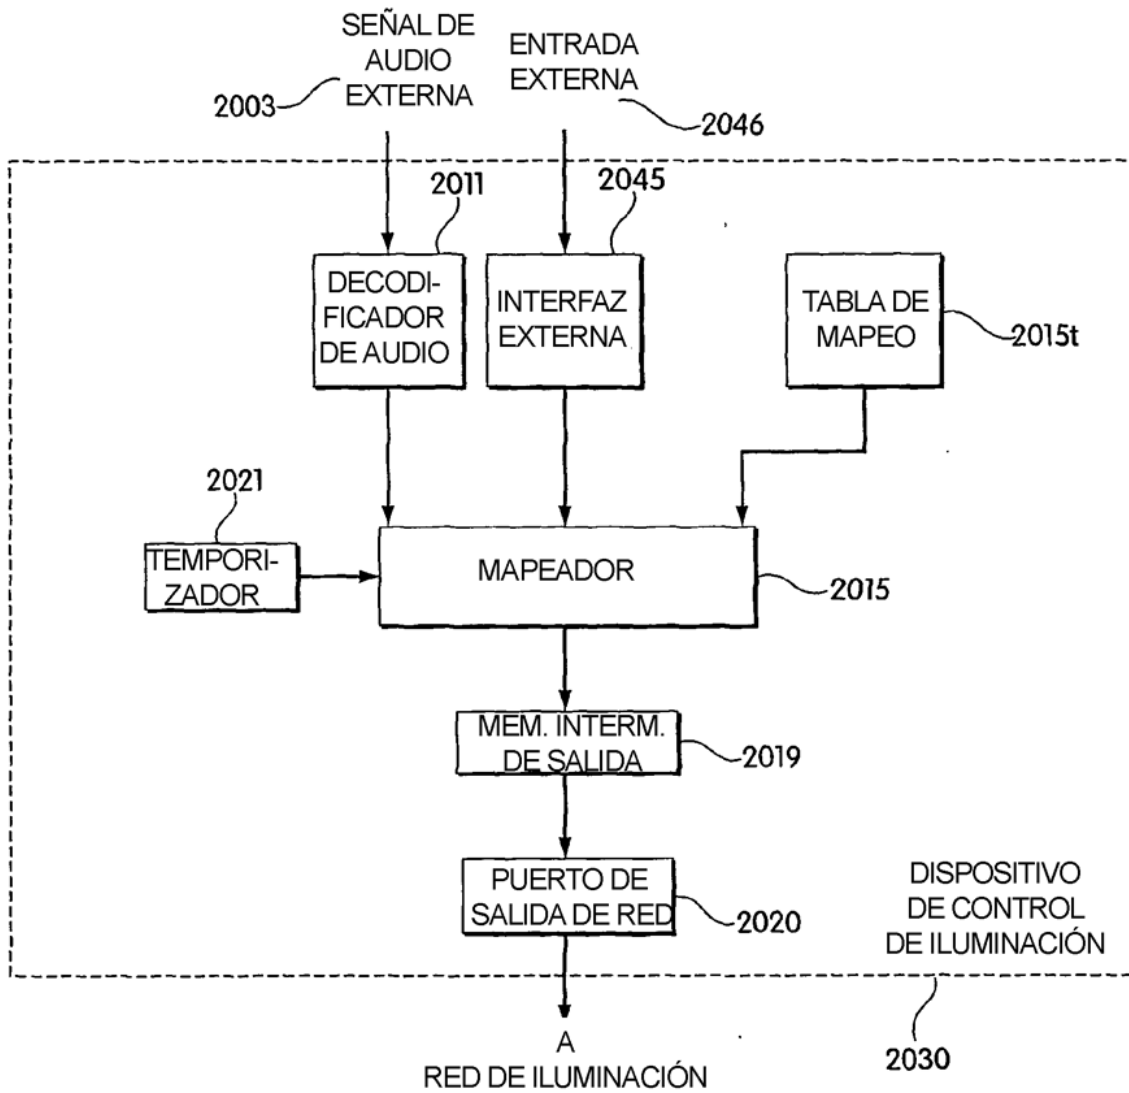 SEÑAL DE
AUDIO
EXTERNA
2003
ENTRADA
EXTERNA
2046
2011
2045
DECODI-
FICADOR
DE AUDIO
INTERFAZ
EXTERNA
TABLA DE
MAPEO
2015t
2021
TEMPORI-
ZADOR
MAPEADOR
2015
MEM. INTERM.
DE SALIDA
2019
PUERTO DE
SALIDA DE RED
2020
DISPOSITIVO
DE CONTROL
DE ILUMINACIÓN
2030
A
RED DE ILUMINACIÓN